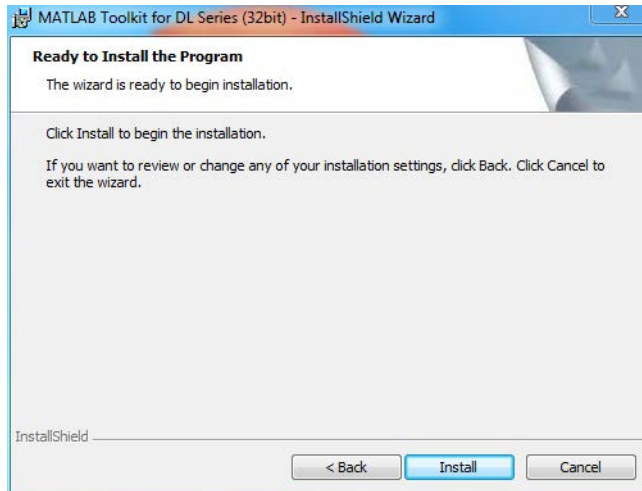 MATLAB Toolkit for DL Series (32bit) - InstallShield Wizard
Ready to Install the Program
The wizard is ready to begin installation.
Click Install to begin the installation.
If you want to review or change any of your installation settings, click Back. Click Cancel to
exit the wizard.
InstallShield
< Back Install Cancel